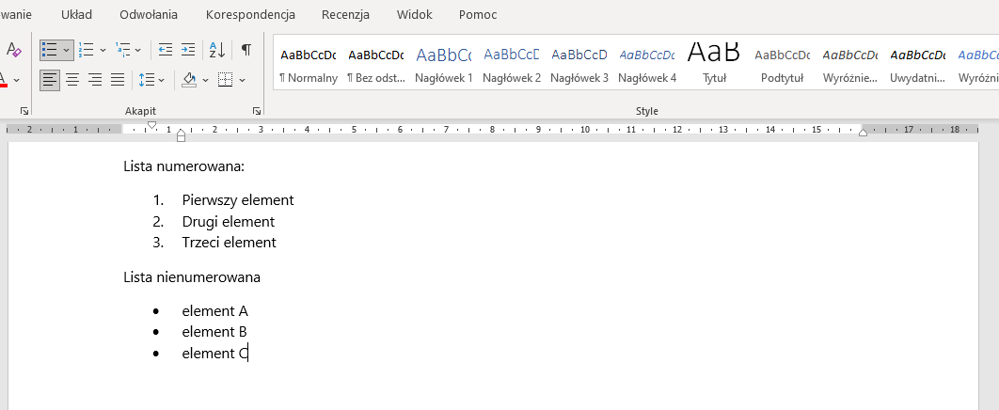 owanie Układ Odwołania Korespondencja Recenzja Widok Pomoc
AaBbCcDc AaBbCcDc AaBbCc AaBbCcD AaBbCcD AaBbCcDc AaB AaBbCcDc AaBbCcDc AaBbCcDc AaBbCcDc
¶ Normalny ¶ Bez odst... Nagłówek 1 Nagłówek 2 Nagłówek 3 Nagłówek 4 Tytuł Podtytuł Wyróżnie... Uwydatni... Wyróżni
Akapit Style
2 1 1 2 3 4 5 6 7 8 9 10 11 12 13 14 15 17 18
Lista numerowana:
1. Pierwszy element
2. Drugi element
3. Trzeci element
Lista nienumerowana
• element A
• element B
• element C